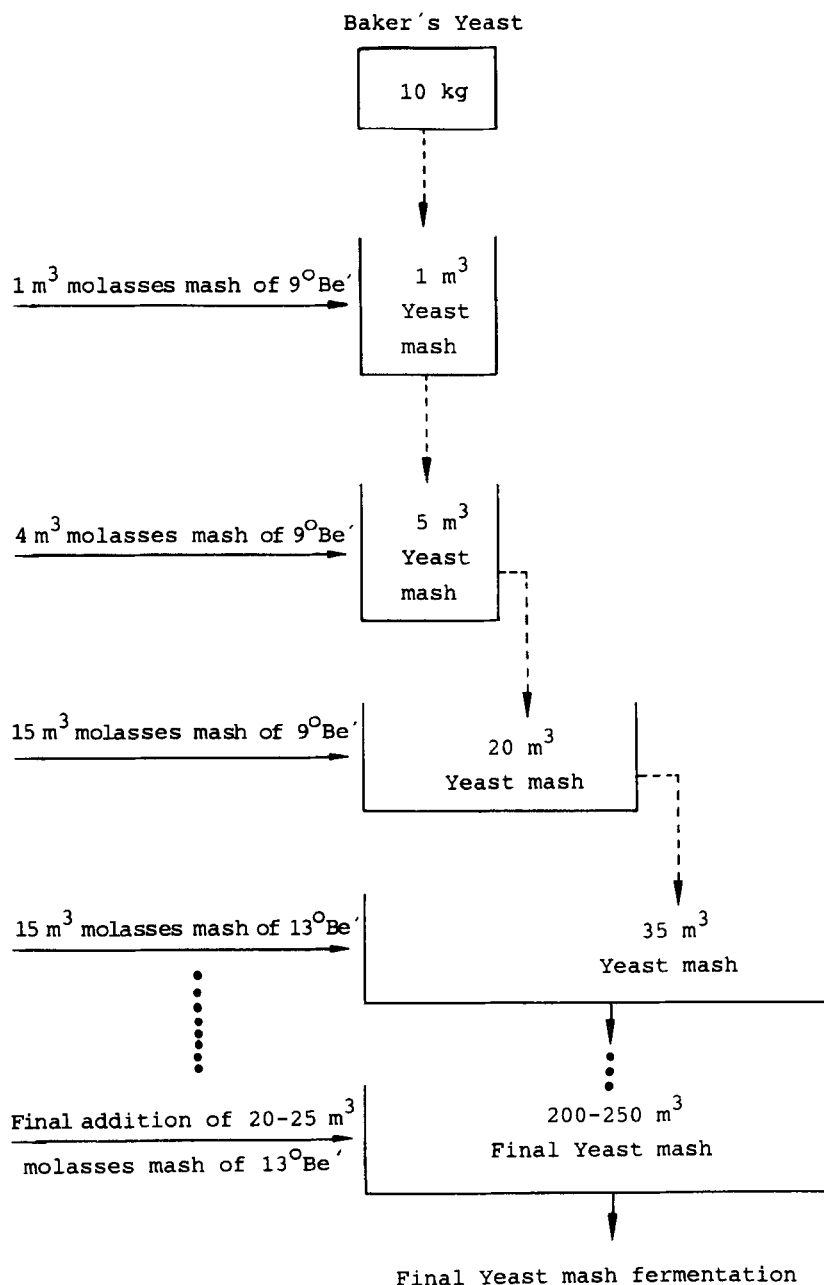 Baker´s Yeast
10 kg
1 m³ molasses mash of 9°Be´
1 m³
Yeast
mash
4 m³ molasses mash of 9°Be´
5 m³
Yeast
mash
15 m³ molasses mash of 9°Be´
20 m³
Yeast mash
15 m³ molasses mash of 13°Be´
35 m³
Yeast mash
Final addition of 20-25 m³
molasses mash of 13°Be´
200-250 m³
Final Yeast mash
Final Yeast mash fermentation